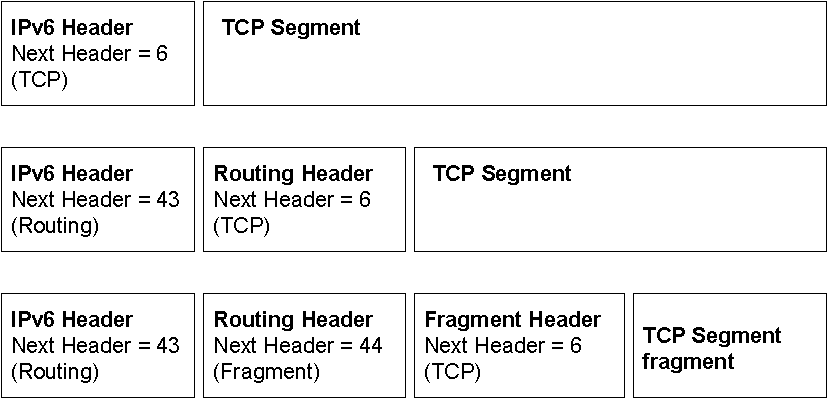 IPv6 Header
Next Header = 6
(TCP)
TCP Segment
IPv6 Header
Next Header = 43
(Routing)
Routing Header
Next Header = 6
(TCP)
TCP Segment
IPv6 Header
Next Header = 43
(Routing)
Routing Header
Next Header = 44
(Fragment)
Fragment Header
Next Header = 6
(TCP)
TCP Segment
fragment